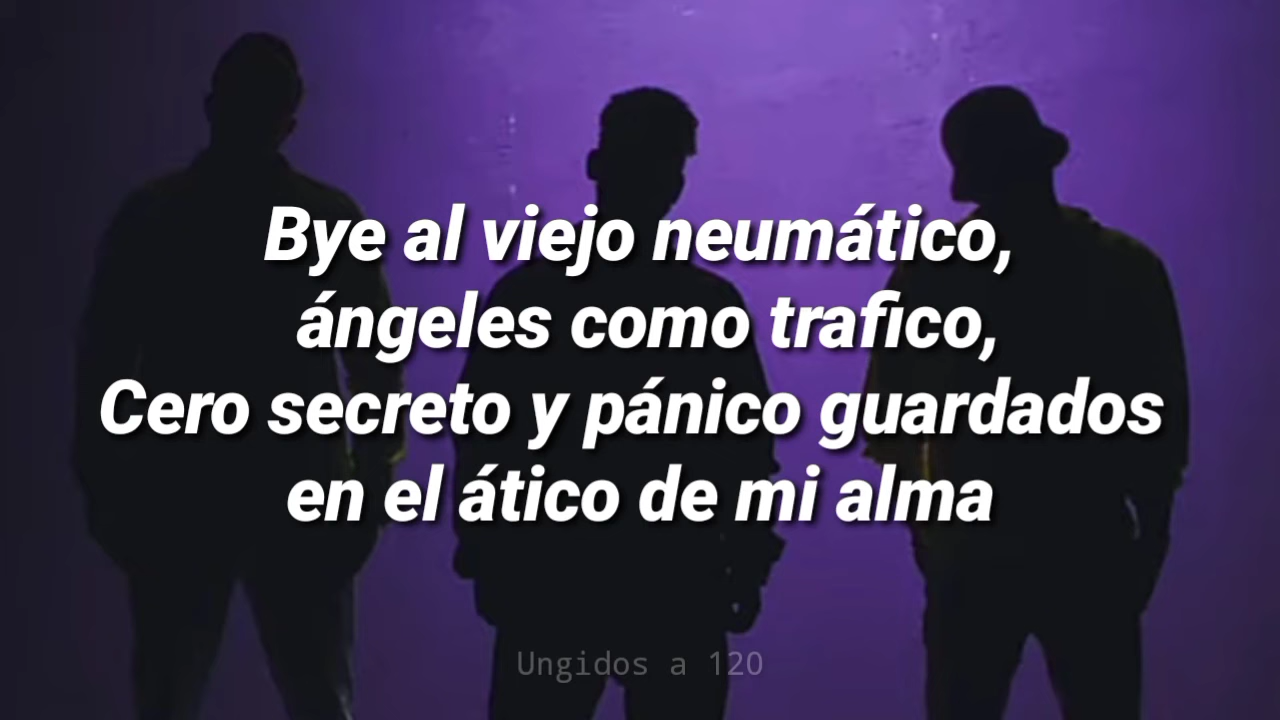 Bye al viejo neumático,
ángeles como trafico,
Cero secreto y pánico guardados
en el ático de mi alma
Ungidos a 120